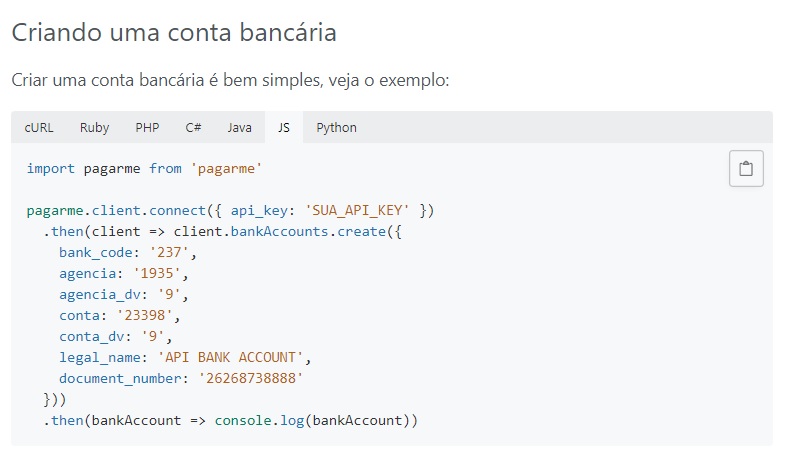 Criando uma conta bancária
Criar uma conta bancária é bem simples, veja o exemplo:
cURL Ruby PHP C# Java JS Python
import pagarme from 'pagarme'
pagarme.client.connect({ api_key: 'SUA_API_KEY' })
.then(client => client.bankAccounts.create({
bank_code: '237',
agencia: '1935',
agencia_dv: '9',
conta: '23398',
conta_dv: '9',
legal_name: 'API BANK ACCOUNT',
document_number: '26268738888'
}))
.then(bankAccount => console.log(bankAccount))